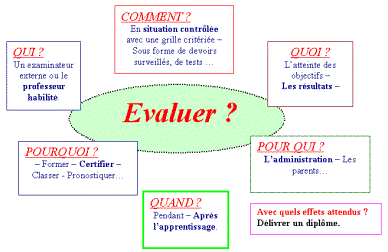 COMMENT ?
En situation contrôlée
avec une grille critériée –
Sous forme de devoirs
surveillés, de tests …
QUI ?
Un examinateur
externe ou le
professeur
habilité.
QUOI ?
L'atteinte des
objectifs –
Les résultats –
Evaluer ?
POURQUOI ?
– Former – Certifier –
Classer - Pronostiquer…
POUR QUI ?
L'administration – Les
parents…
QUAND ?
Pendant – Après
l'apprentissage.
Avec quels effets attendus ?
Délivrer un diplôme.